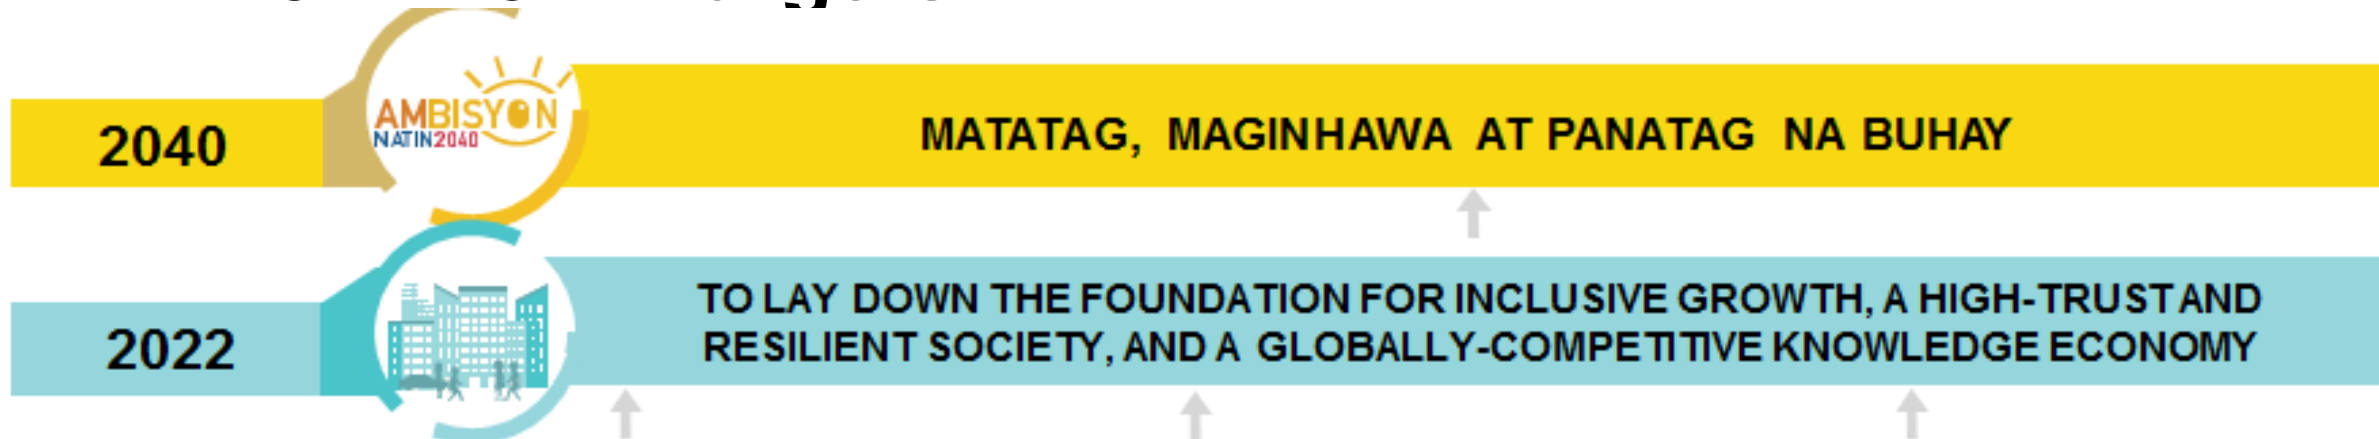 2040
AMBISYON
NATIN2040
MATATAG, MAGINHAWA AT PANATAG NA BUHAY
2022
TO LAY DOWN THE FOUNDATION FOR INCLUSIVE GROWTH, A HIGH-TRUST AND
RESILIENT SOCIETY, AND A GLOBALLY-COMPETITIVE KNOWLEDGE ECONOMY